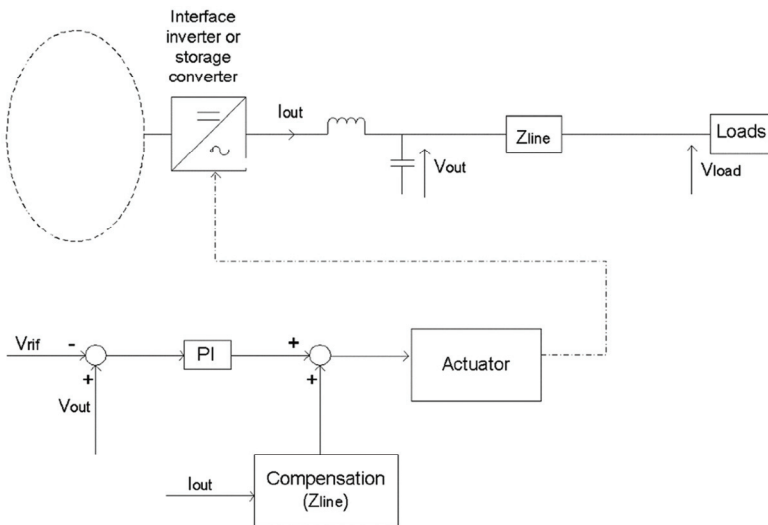 Interface
inverter or
storage
converter
Iout
Zline
Loads
Vout
Vload
Vrif
-
+
Vout
PI
+
+
Actuator
Iout
Compensation
(Zline)